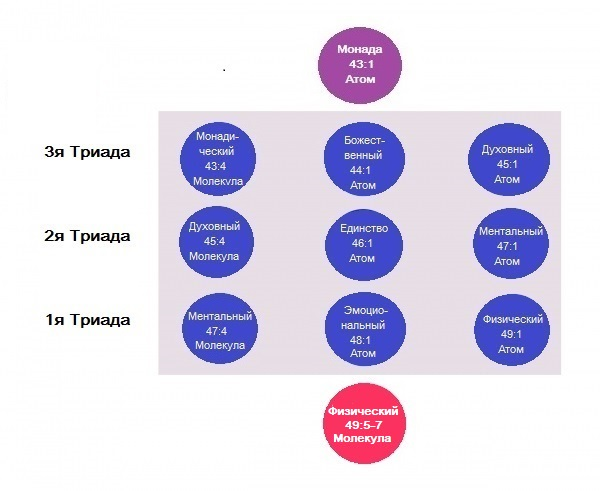 Монада
43:1
Атом
3я Триада
Монади-
ческий
43:4
Молекула
Божест-
венный
44:1
Атом
Духовный
45:1
Атом
2я Триада
Духовный
45:4
Молекула
Единство
46:1
Атом
Ментальный
47:1
Атом
1я Триада
Ментальный
47:4
Молекула
Эмоцио-
нальный
48:1
Атом
Физический
49:1
Атом
Физический
49:5-7
Молекула